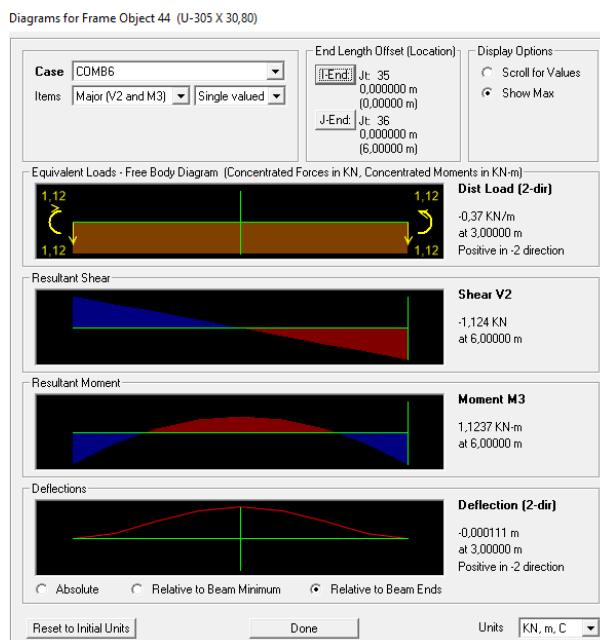 Diagrams for Frame Object 44 (U-305 X 30,80)
Case COMB6
Items Major (V2 and M3) Single valued
End Length Offset (Location)
I-End: Jt: 35
0,00000 m
(0,00000 m)
J-End: Jt: 36
0,00000 m
(6,00000 m)
Display Options
Scroll for Values
Show Max
Equivalent Loads - Free Body Diagram (Concentrated Forces in KN, Concentrated Moments in KN-m)
1,12 1,12
1,12 1,12
Dist Load (2-dir)
-0,37 KN/m
at 3,00000 m
Positive in -2 direction
Resultant Shear
Shear V2
-1,124 KN
at 6,00000 m
Resultant Moment
Moment M3
1,1237 KN-m
at 6,00000 m
Deflections
Deflection (2-dir)
-0,000111 m
at 3,00000 m
Positive in -2 direction
Absolute Relative to Beam Minimum Relative to Beam Ends
Reset to Initial Units Done Units KN, m, C